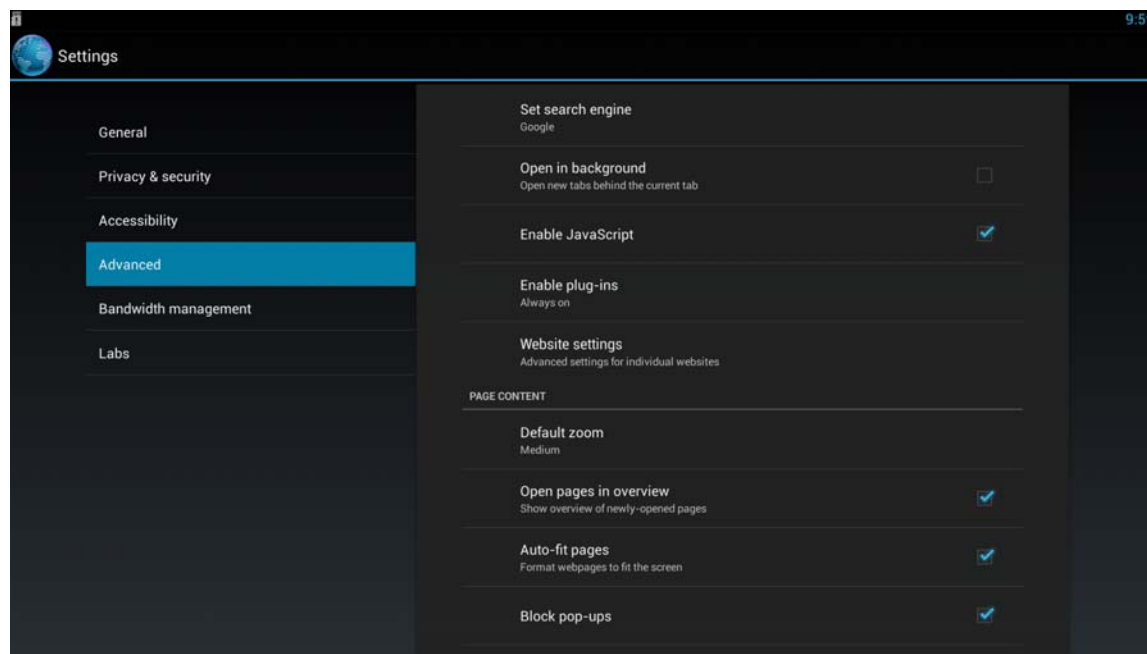 9:5
Settings
General
Privacy & security
Accessibility
Advanced
Bandwidth management
Labs
Set search engine
Google
Open in background
Open new tabs behind the current tab
Enable JavaScript
Enable plug-ins
Always on
Website settings
Advanced settings for individual websites
PAGE CONTENT
Default zoom
Medium
Open pages in overview
Show overview of newly-opened pages
Auto-fit pages
Format webpages to fit the screen
Block pop-ups